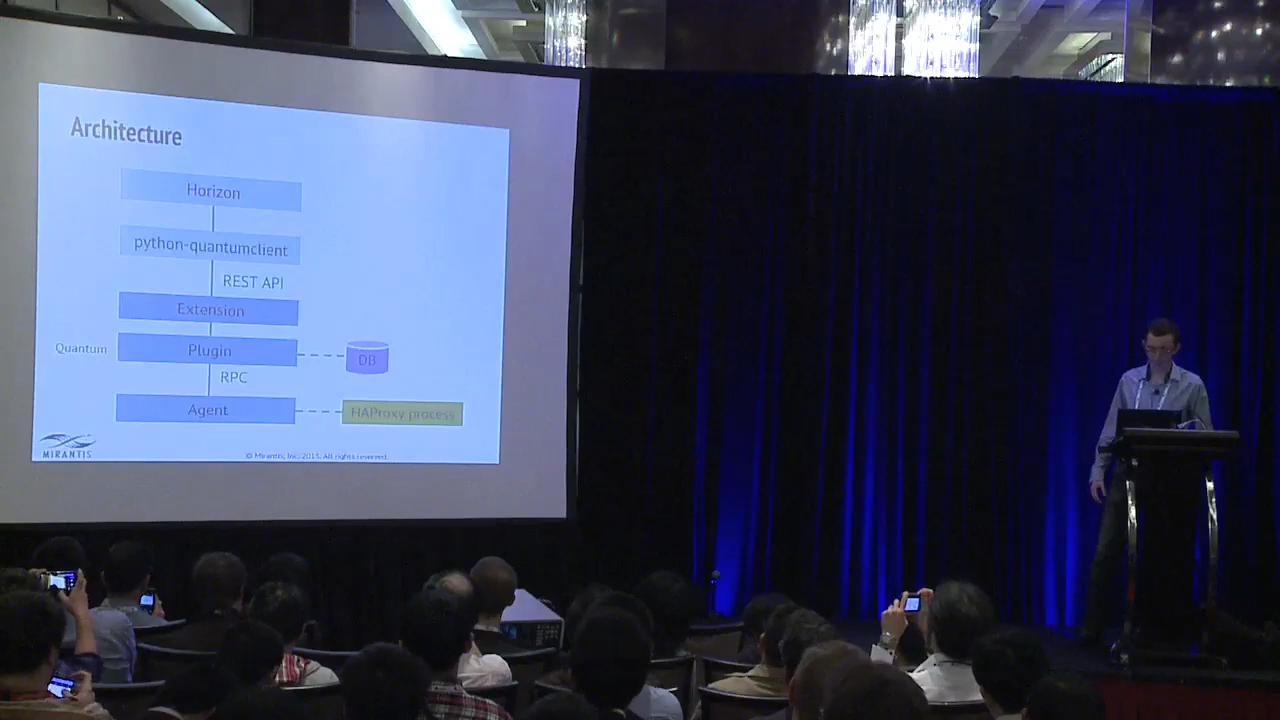 Architecture
Horizon
python-quantumclient
REST API
Extension
Quantum
Plugin
DB
RPC
Agent
HAProxy process
MIRANTIS
© Mirantis, Inc. 2013. All rights reserved.